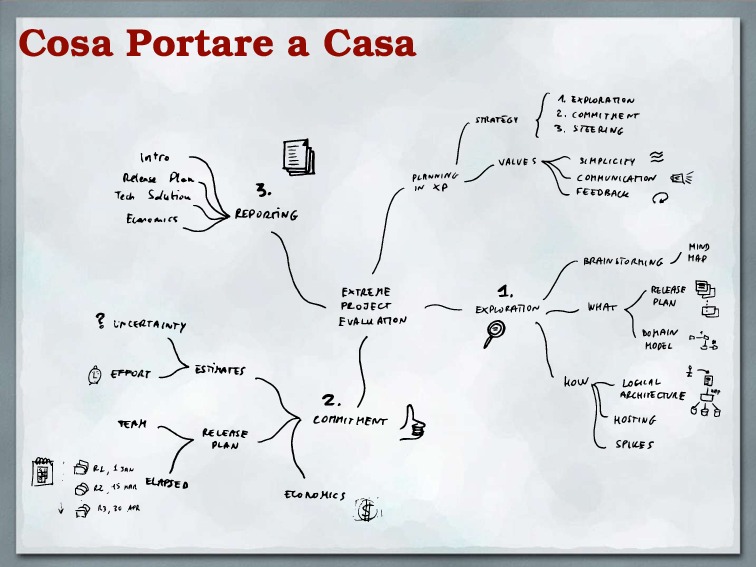 Cosa Portare a Casa
STRATEGY
1. EXPLORATION
2. COMMITMENT
3. STEERING
PLANNING
IN XP
VALUES
SIMPLICITY
COMMUNICATION
FEEDBACK
Intro
Release Plan
Tech Solution
Economics
3.
REPORTING
EXTREME
PROJECT
EVALUATION
1.
EXPLORATION
BRAINSTORMING
MIND
MAP
WHAT
RELEASE
PLAN
DOMAIN
MODEL
HOW
LOGICAL
ARCHITECTURE
HOSTING
SPIKES
2.
COMMITMENT
? UNCERTAINTY
EFFORT
ESTIMATES
TEAM
RELEASE
PLAN
ELAPSED
R1, 1 JAN
R2, 15 MAR
R3, 30 APR
ECONOMICS
$